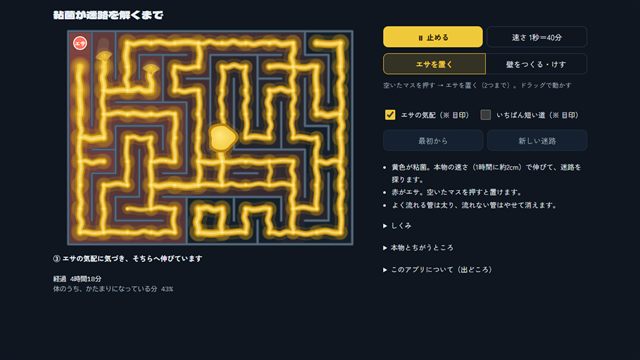 粘菌が迷路を解くまで
エサ
③ エサの気配に気づき、そちらへ伸びています
経過 4時間18分
体のうち、かたまりになっている分 43%
⏸ 止める
速さ 1秒=40分
エサを置く
壁をつくる・けす
空いたマスを押す → エサを置く（2つまで）。ドラッグで動かす
エサの気配（※ 目印）
いちばん短い道（※ 目印）
最初から
新しい迷路
• 黄色が粘菌。本物の速さ（1時間に約2cm）で伸びて、迷路を
探ります。
• 赤がエサ。空いたマスを押すと置けます。
• よく流れる管は太り、流れない管はやせて消えます。
▶ しくみ
▶ 本物とちがうところ
▶ このアプリについて（出どころ）